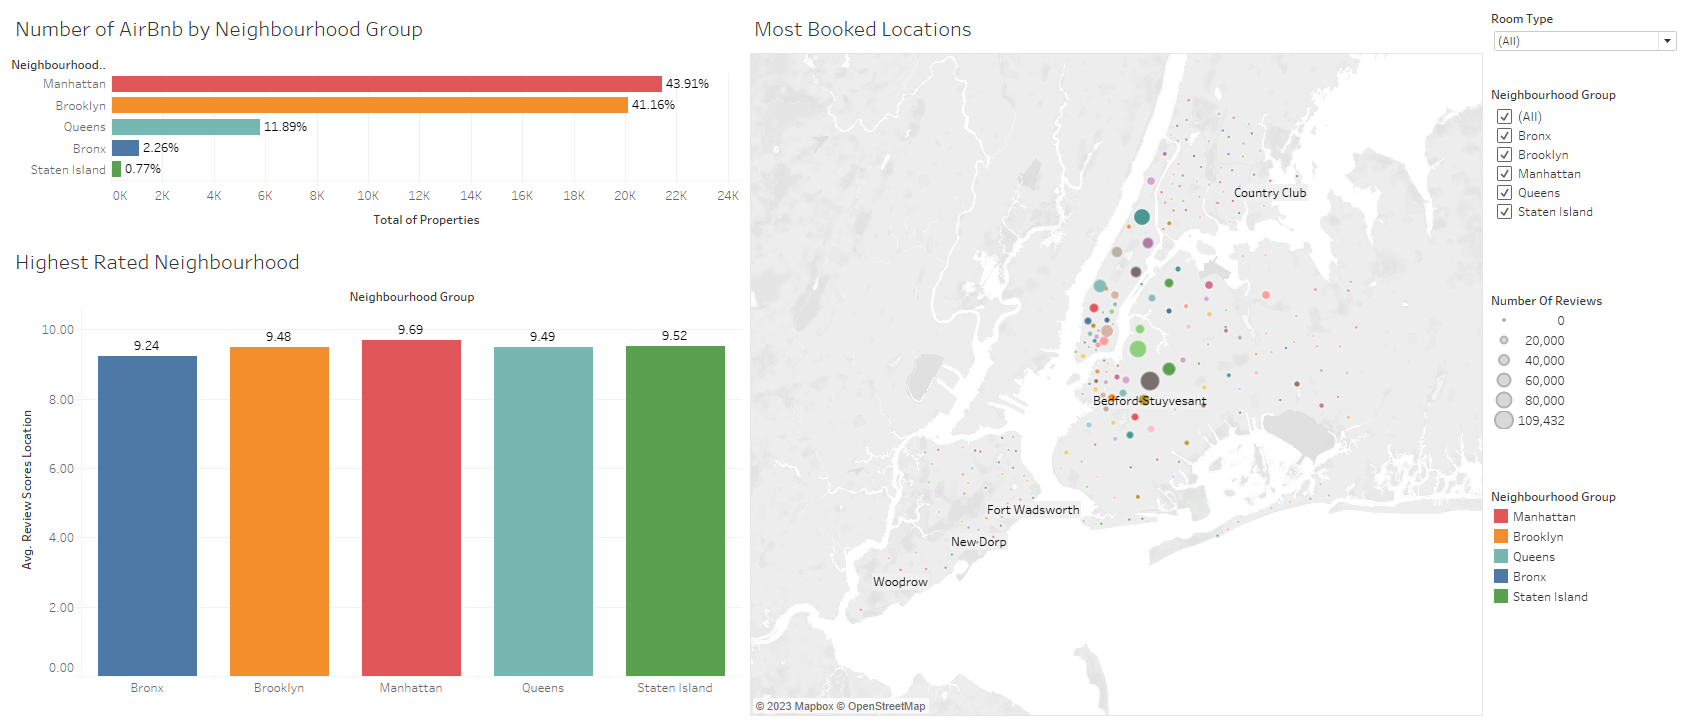 Number of AirBnb by Neighbourhood Group
Neighbourhood..
Manhattan 43.91%
Brooklyn 41.16%
Queens 11.89%
Bronx 2.26%
Staten Island 0.77%
0K 2K 4K 6K 8K 10K 12K 14K 16K 18K 20K 22K 24K
Total of Properties
Highest Rated Neighbourhood
Neighbourhood Group
Avg. Review Scores Location
10.00
8.00
6.00
4.00
2.00
0.00
9.24 9.48 9.69 9.49 9.52
Bronx Brooklyn Manhattan Queens Staten Island
Most Booked Locations
Country Club
Bedford-Stuyvesant
Fort Wadsworth
New Dorp
Woodrow
© 2023 Mapbox © OpenStreetMap
Room Type
(All)
Neighbourhood Group
(All)
Bronx
Brooklyn
Manhattan
Queens
Staten Island
Number Of Reviews
0
20,000
40,000
60,000
80,000
109,432
Neighbourhood Group
Manhattan
Brooklyn
Queens
Bronx
Staten Island